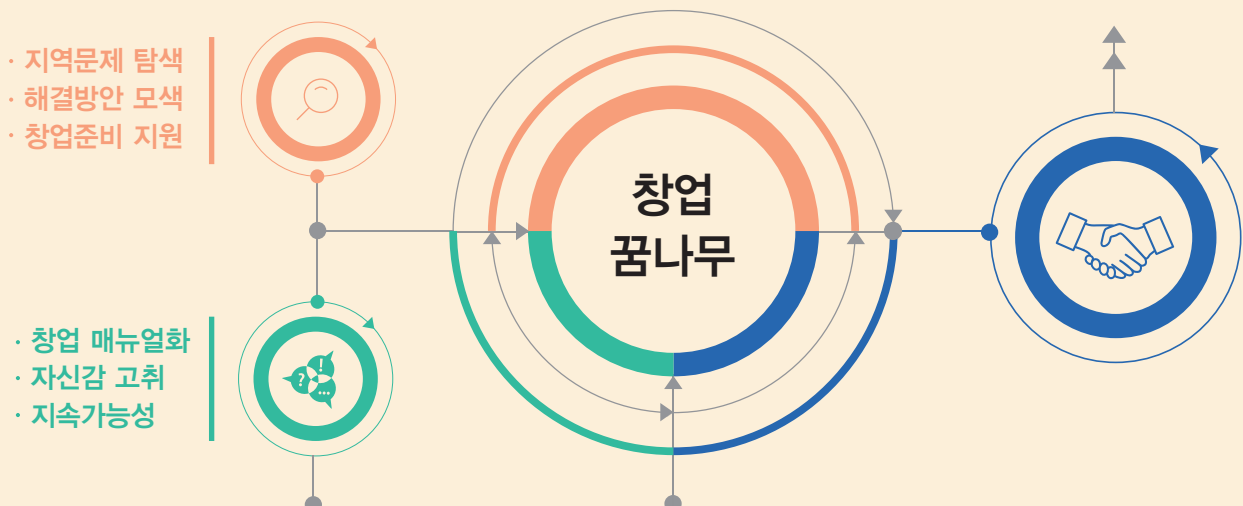 · 지역문제 탐색
· 해결방안 모색
· 창업준비 지원
창업
꿈나무
· 창업 매뉴얼화
· 자신감 고취
· 지속가능성
? ! ...